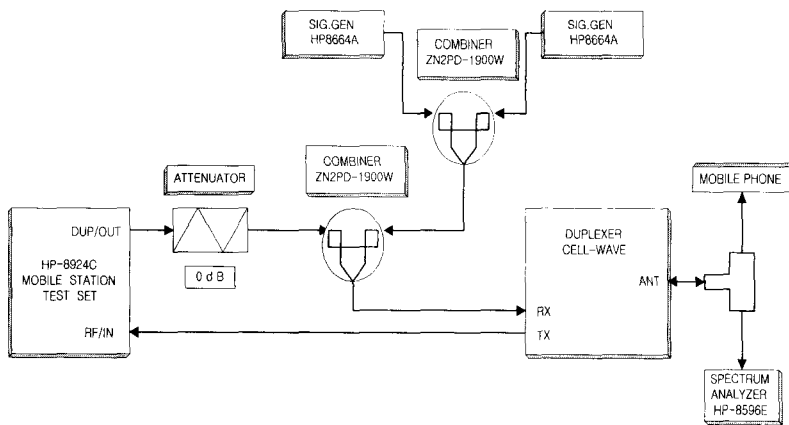 SIG.GEN
HP8664A
COMBINER
ZN2PD-1900W
SIG.GEN
HP8664A
COMBINER
ZN2PD-1900W
ATTENUATOR
0 dB
DUP/OUT
HP-8924C
MOBILE STATION
TEST SET
RF/IN
DUPLEXER
CELL-WAVE
ANT
RX
TX
MOBILE PHONE
SPECTRUM
ANALYZER
HP-8596E